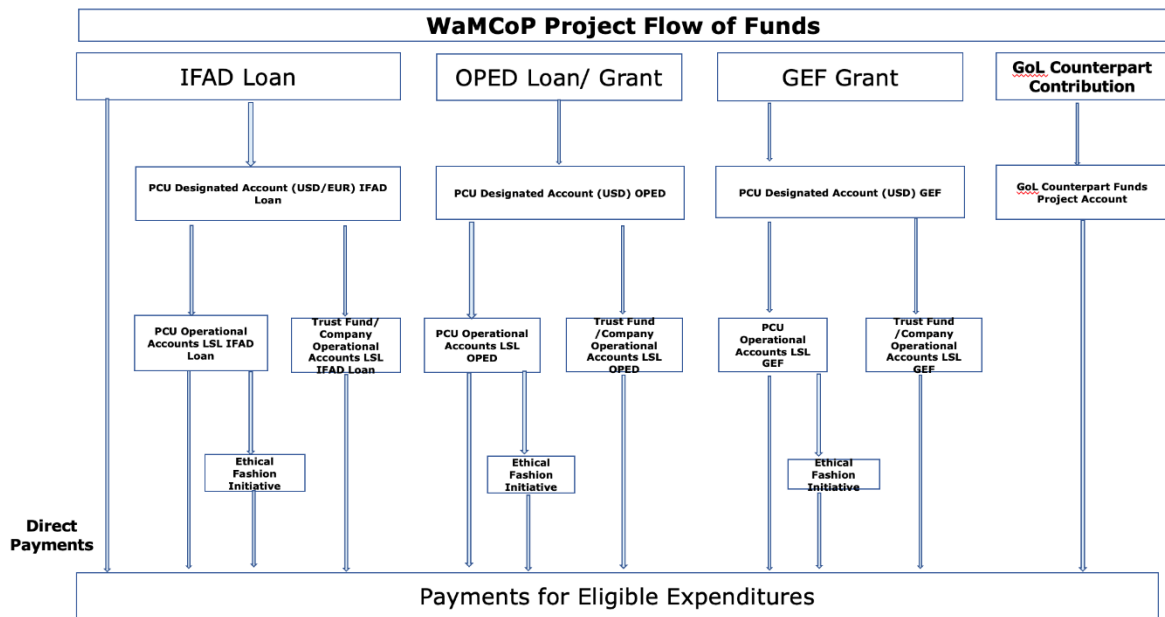 WaMCoP Project Flow of Funds
IFAD Loan
OPED Loan/ Grant
GEF Grant
GoL Counterpart
Contribution
PCU Designated Account (USD/EUR) IFAD
Loan
PCU Designated Account (USD) OPED
PCU Designated Account (USD) GEF
GoL Counterpart Funds
Project Account
PCU Operational
Accounts LSL IFAD
Loan
Trust Fund/
Company
Operational
Accounts LSL
IFAD Loan
PCU Operational
Accounts LSL
OPED
Trust Fund
/Company
Operational
Accounts LSL
OPED
PCU
Operational
Accounts LSL
GEF
Trust Fund
/Company
Operational
Accounts LSL
GEF
Ethical
Fashion
Initiative
Ethical
Fashion
Initiative
Ethical
Fashion
Initiative
Direct
Payments
Payments for Eligible Expenditures